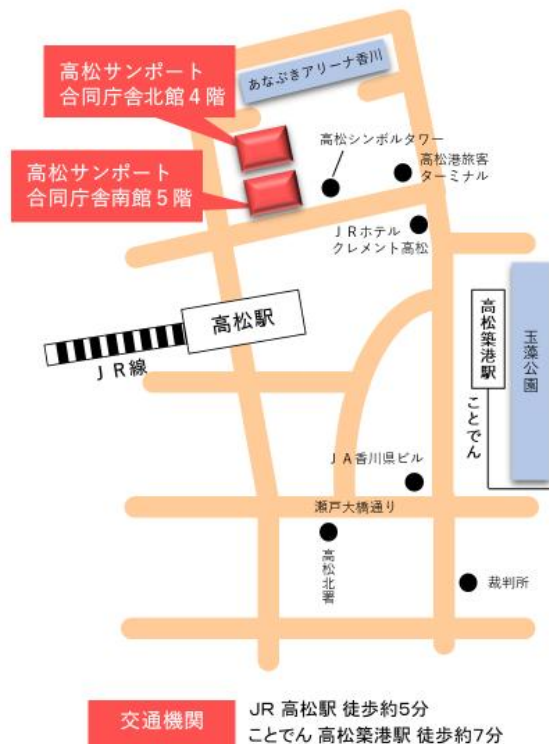 高松サンポート
合同庁舎北館4階
あなぶきアリーナ香川
高松サンポート
合同庁舎南館5階
高松シンボルタワー
高松港旅客
ターミナル
JRホテル
クレメント高松
高松駅
JR線
高松築港駅
玉藻公園
ことでん
JA香川県ビル
瀬戸大橋通り
高松北署
裁判所
交通機関
JR 高松駅 徒歩約5分
ことでん 高松築港駅 徒歩約7分